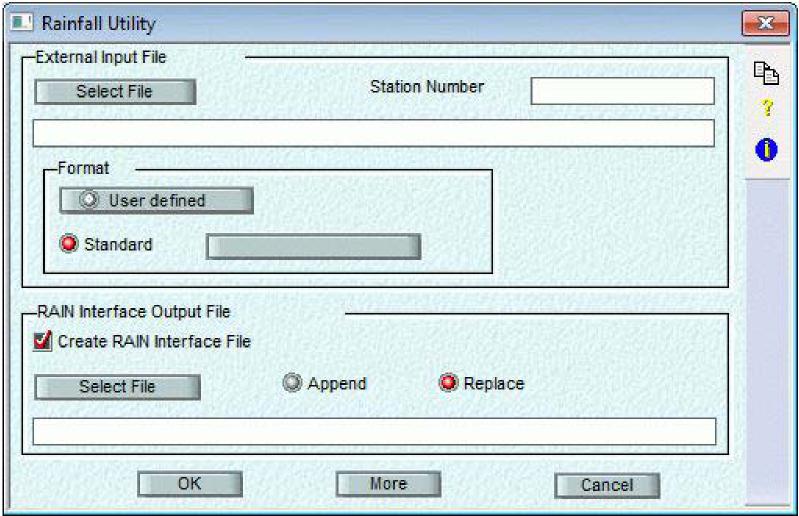 Rainfall Utility
External Input File
Select File
Station Number
Format
User defined
Standard
RAIN Interface Output File
Create RAIN Interface File
Select File
Append
Replace
OK
More
Cancel